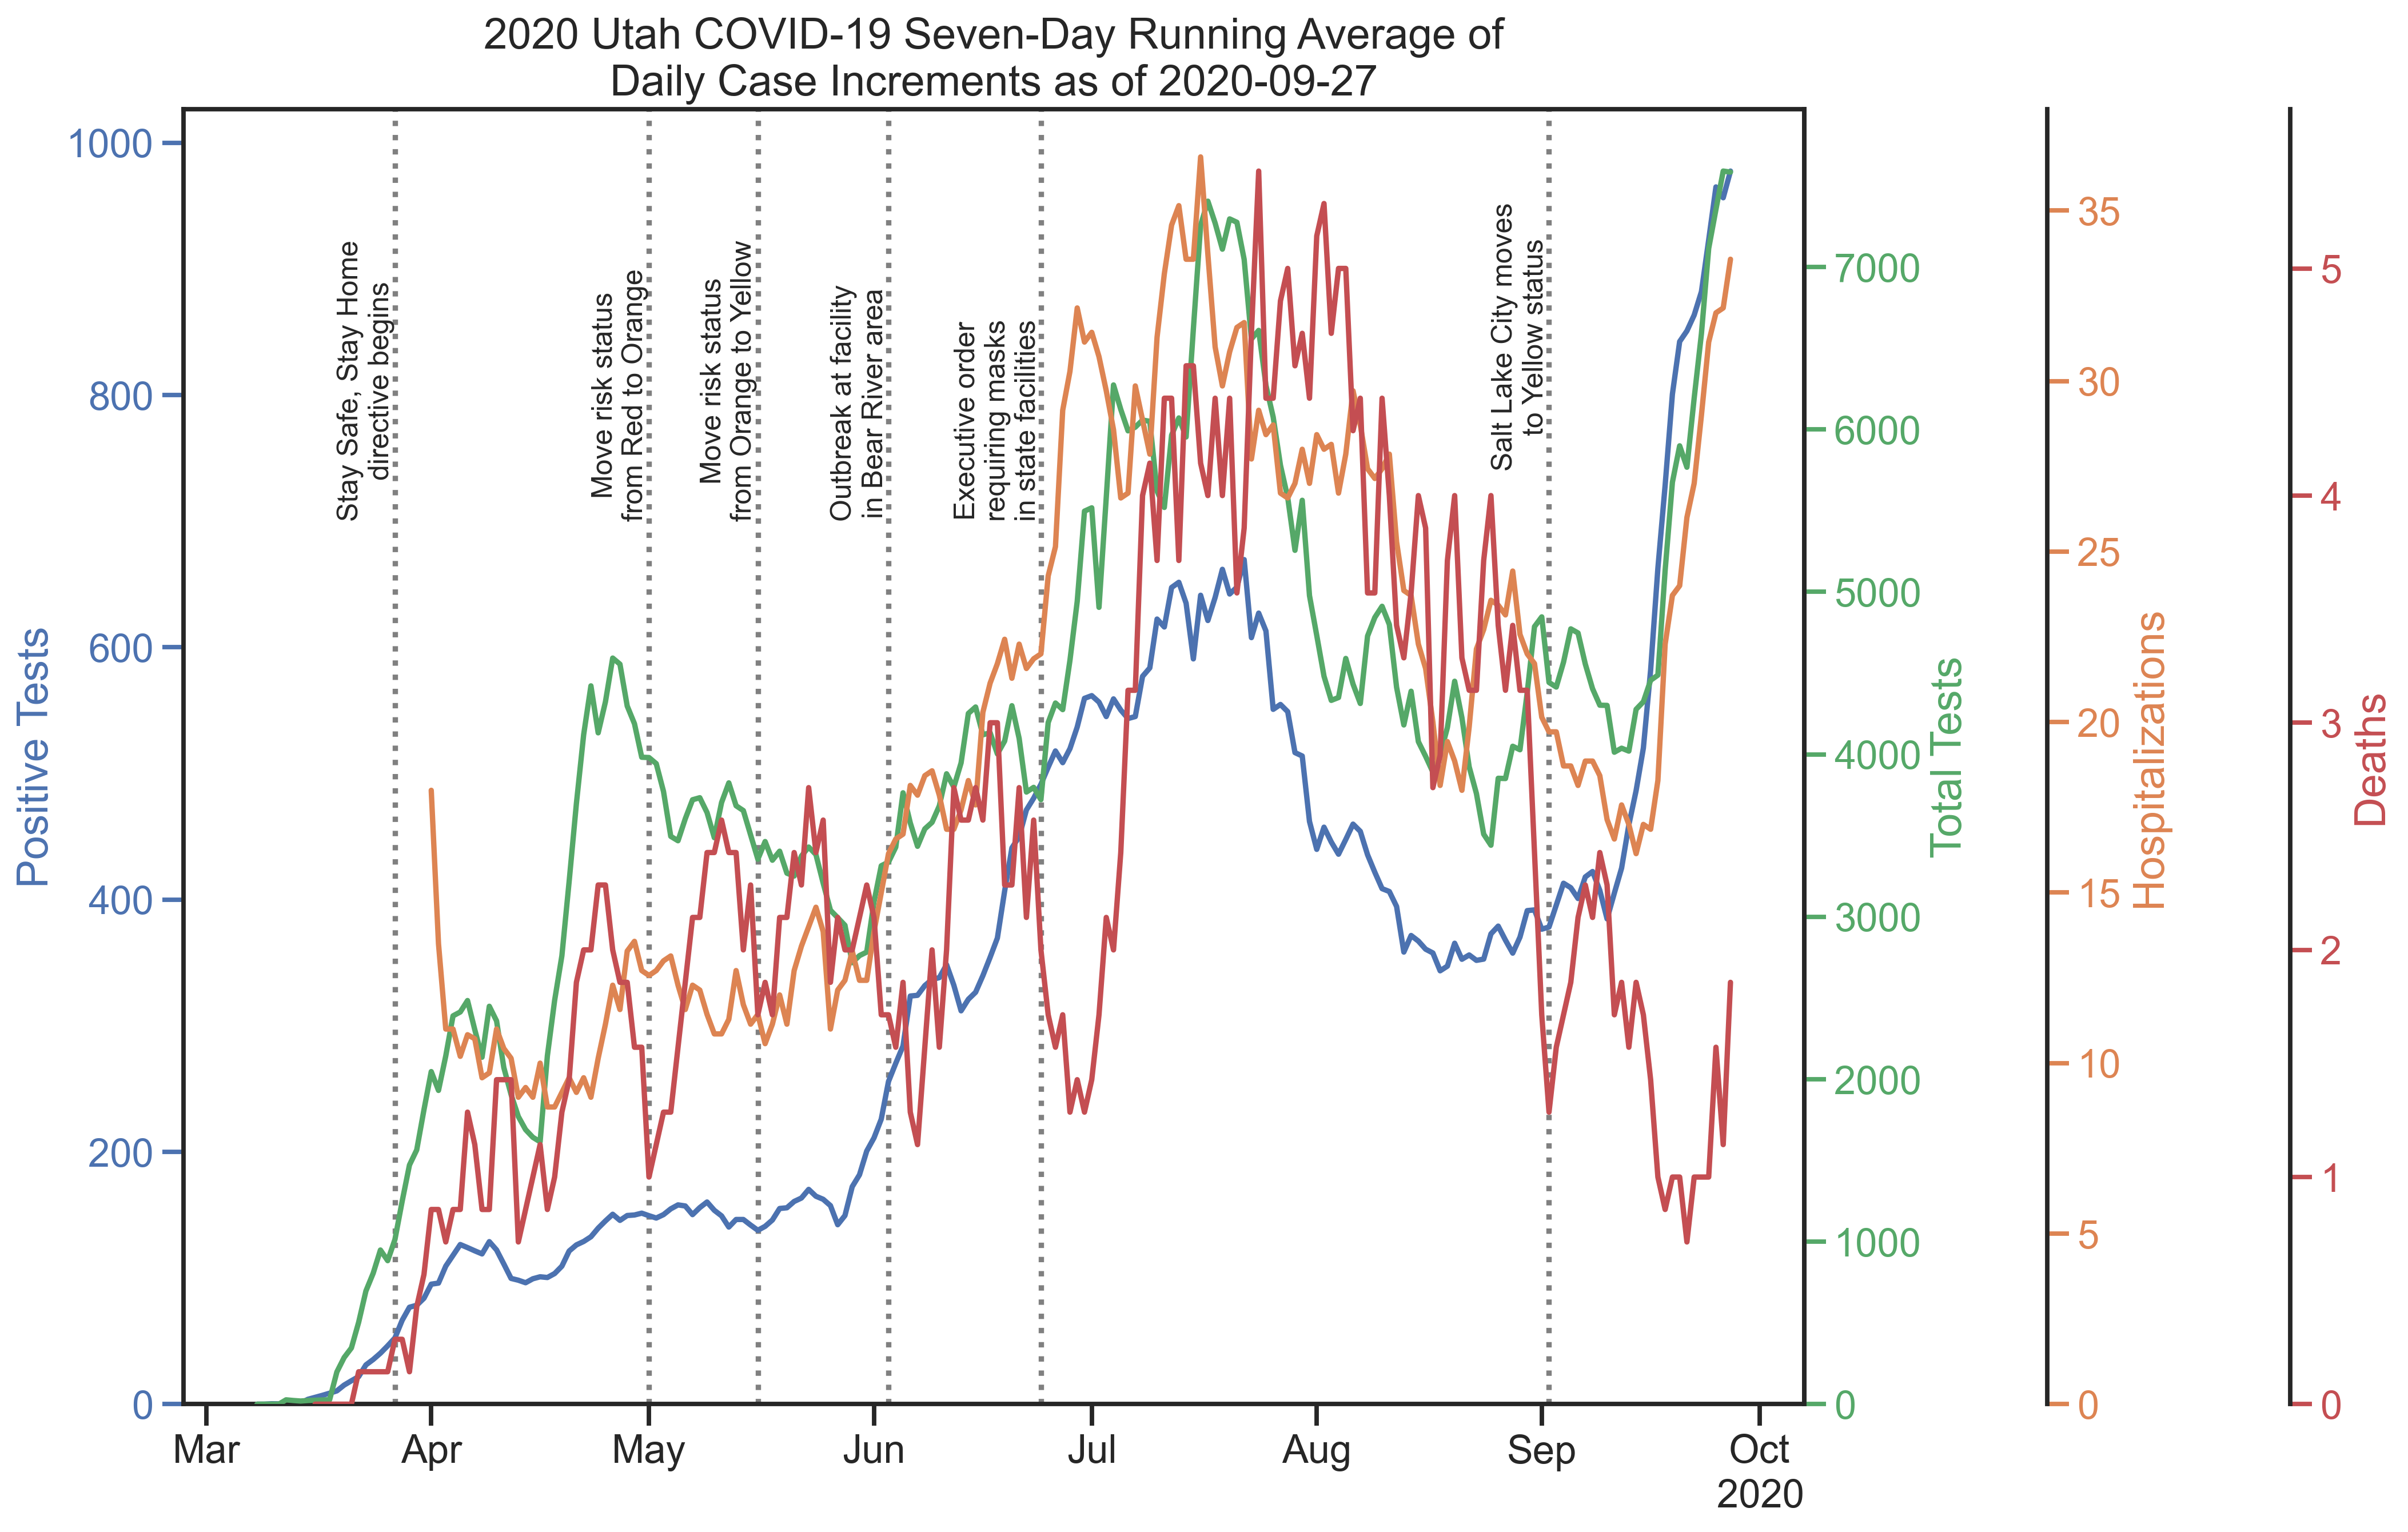 2020 Utah COVID-19 Seven-Day Running Average of
Daily Case Increments as of 2020-09-27
Positive Tests
1000
800
600
400
200
0
Stay Safe, Stay Home
directive begins
Move risk status
from Red to Orange
Move risk status
from Orange to Yellow
Outbreak at facility
in Bear River area
Executive order
requiring masks
in state facilities
Salt Lake City moves
to Yellow status
7000
6000
5000
4000
3000
2000
1000
0
Total Tests
35
30
25
20
15
10
5
0
Hospitalizations
5
4
3
2
1
0
Deaths
Mar
Apr
May
Jun
Jul
Aug
Sep
Oct
2020